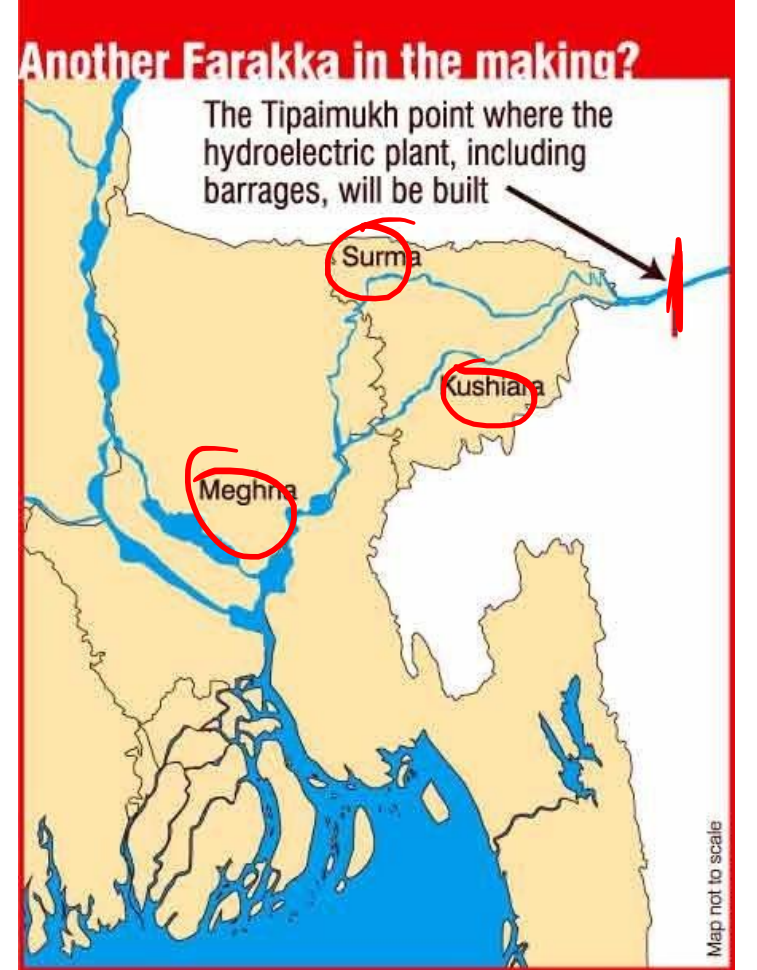 Another Farakka in the making?
The Tipaimukh point where the
hydroelectric plant, including
barrages, will be built
Surma
Kushiara
Meghna
Map not to scale